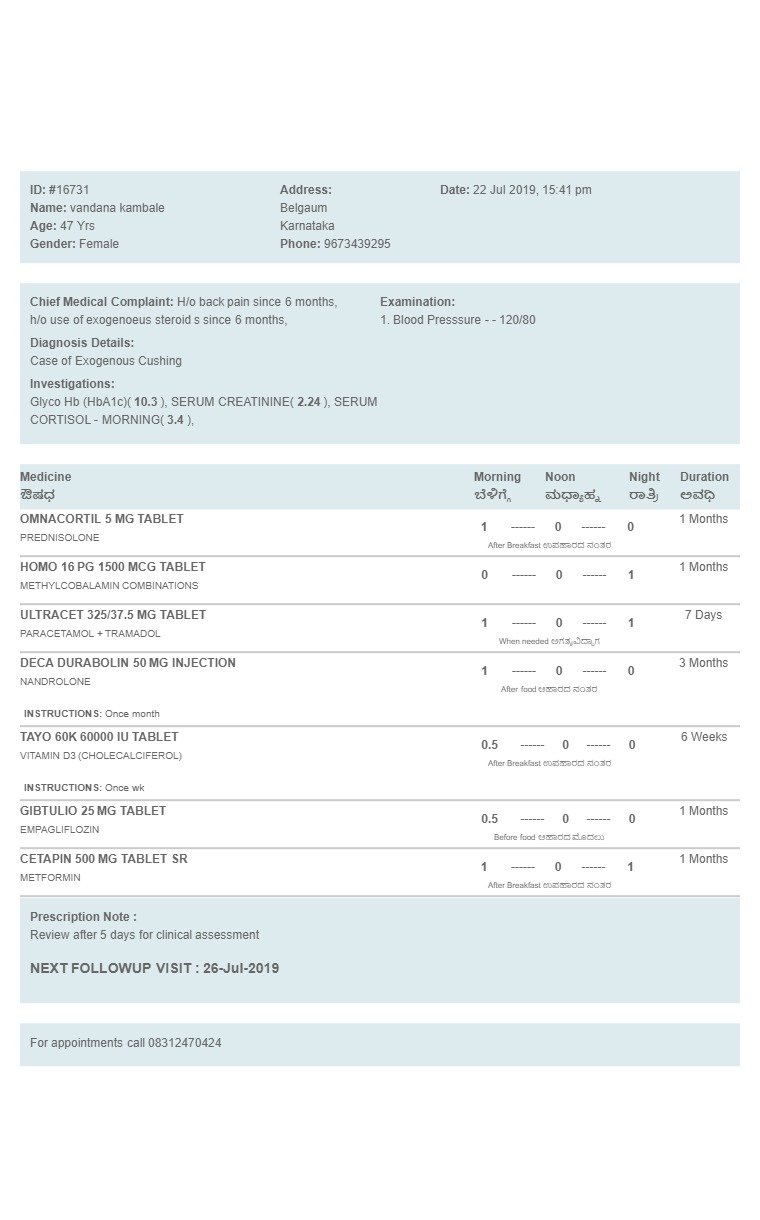 ID: #16731
Name: vandana kambale
Age: 47 Yrs
Gender: Female
Address:
Belgaum
Karnataka
Phone: 9673439295
Date: 22 Jul 2019, 15:41 pm
Chief Medical Complaint: H/o back pain since 6 months,
h/o use of exogenoeus steroid s since 6 months,
Diagnosis Details:
Case of Exogenous Cushing
Investigations:
Glyco Hb (HbA1c)( 10.3 ), SERUM CREATININE( 2.24 ), SERUM
CORTISOL - MORNING( 3.4 ),
Examination:
1. Blood Presssure - - 120/80
Medicine Morning Noon Night Duration
ಔಷಧ ಬೆಳಿಗ್ಗೆ ಮಧ್ಯಾಹ್ನ ರಾತ್ರಿ ಅವಧಿ
OMNACORTIL 5 MG TABLET 1 ------ 0 ------ 0 1 Months
PREDNISOLONE After Breakfast ಉಪಹಾರದ ನಂತರ
HOMO 16 PG 1500 MCG TABLET 0 ------ 0 ------ 1 1 Months
METHYLCOBALAMIN COMBINATIONS
ULTRACET 325/37.5 MG TABLET 1 ------ 0 ------ 1 7 Days
PARACETAMOL + TRAMADOL When needed ಅಗತ್ಯವಿದ್ದಾಗ
DECA DURABOLIN 50 MG INJECTION 1 ------ 0 ------ 0 3 Months
NANDROLONE After food ಆಹಾರದ ನಂತರ
INSTRUCTIONS: Once month
TAYO 60K 60000 IU TABLET 0.5 ------ 0 ------ 0 6 Weeks
VITAMIN D3 (CHOLECALCIFEROL) After Breakfast ಉಪಹಾರದ ನಂತರ
INSTRUCTIONS: Once wk
GIBTULIO 25 MG TABLET 0.5 ------ 0 ------ 0 1 Months
EMPAGLIFLOZIN Before food ಆಹಾರದ ಮೊದಲು
CETAPIN 500 MG TABLET SR 1 ------ 0 ------ 1 1 Months
METFORMIN After Breakfast ಉಪಹಾರದ ನಂತರ
Prescription Note :
Review after 5 days for clinical assessment
NEXT FOLLOWUP VISIT : 26-Jul-2019
For appointments call 08312470424